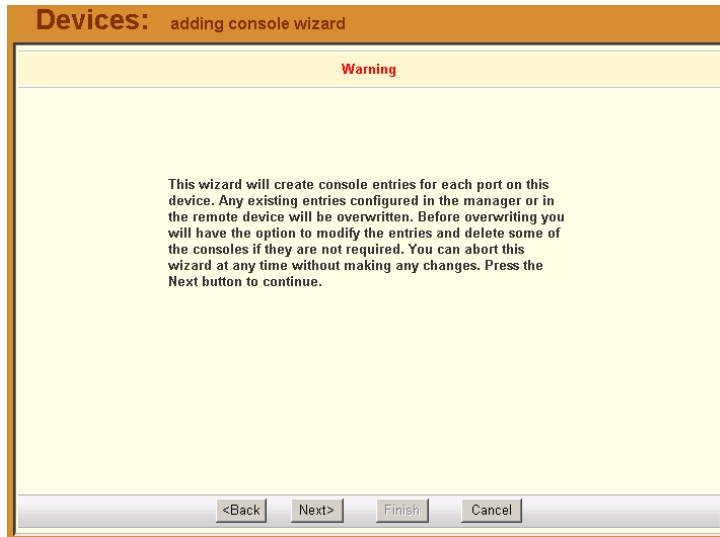 Devices: adding console wizard
Warning
This wizard will create console entries for each port on this
device. Any existing entries configured in the manager or in
the remote device will be overwritten. Before overwriting you
will have the option to modify the entries and delete some of
the consoles if they are not required. You can abort this
wizard at any time without making any changes. Press the
Next button to continue.
<Back Next> Finish Cancel